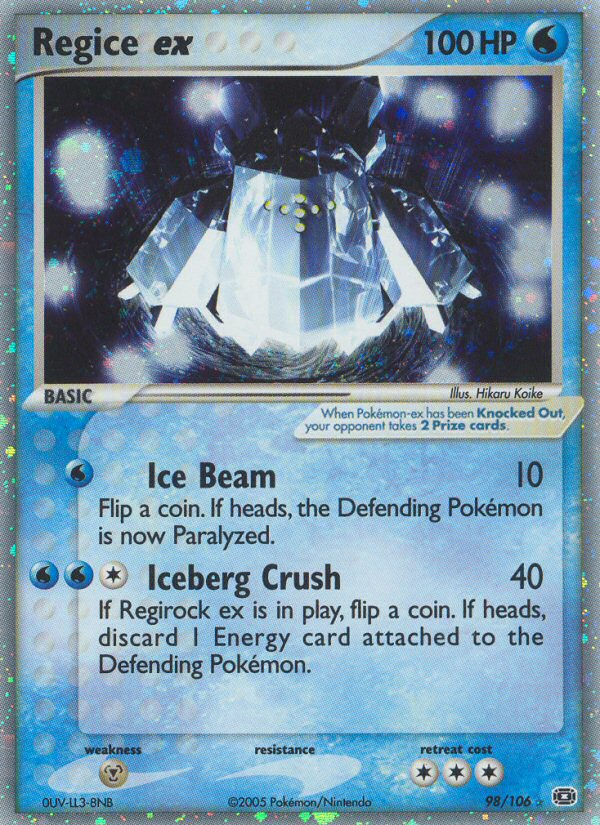 Regice ex 100 HP
BASIC
Illus. Hikaru Koike
When Pokémon-ex has been Knocked Out,
your opponent takes 2 Prize cards.
Ice Beam 10
Flip a coin. If heads, the Defending Pokémon
is now Paralyzed.
Iceberg Crush 40
If Regirock ex is in play, flip a coin. If heads,
discard 1 Energy card attached to the
Defending Pokémon.
weakness resistance retreat cost
0UV-LL3-8NB ©2005 Pokémon/Nintendo 98/106